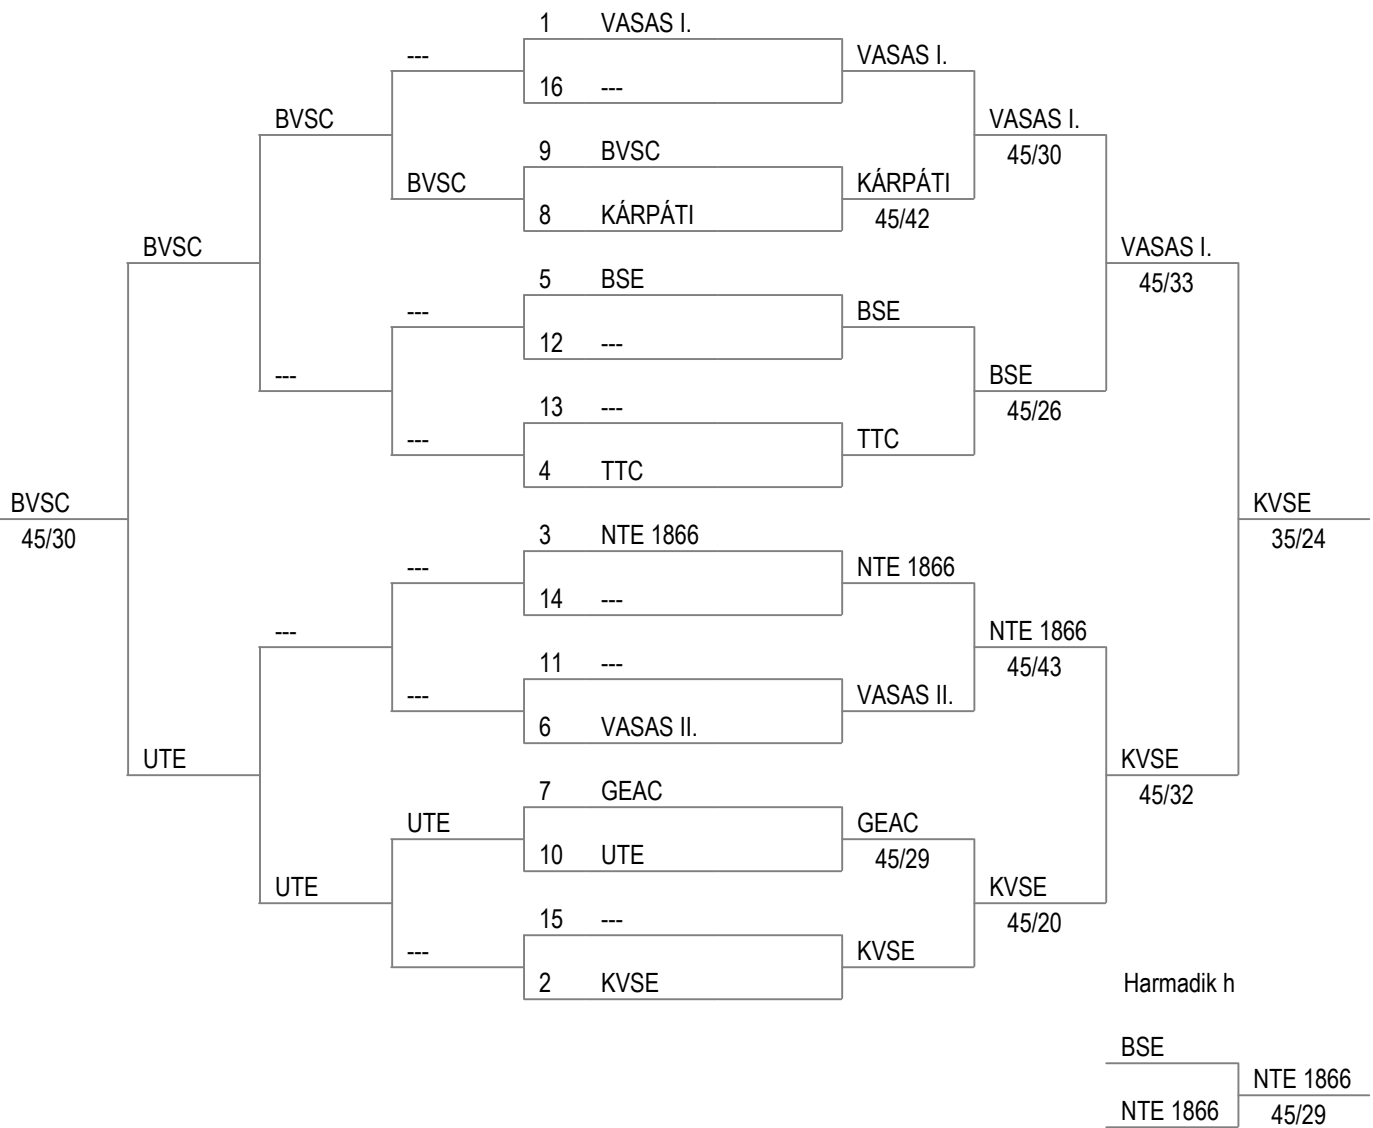 1 VASAS I.
--- VASAS I.
16 ---
BVSC VASAS I.
9 BVSC 45/30
BVSC KÁRPÁTI
8 KÁRPÁTI 45/42
BVSC VASAS I.
5 BSE 45/33
--- BSE
12 ---
--- BSE
13 --- 45/26
--- TTC
4 TTC
BVSC KVSE
45/30 3 NTE 1866 35/24
--- NTE 1866
14 ---
--- NTE 1866
11 --- 45/43
--- VASAS II.
6 VASAS II.
UTE KVSE
7 GEAC 45/32
UTE GEAC
10 UTE 45/29
UTE KVSE
15 --- 45/20
--- KVSE
2 KVSE Harmadik h
BSE
NTE 1866
NTE 1866 45/29